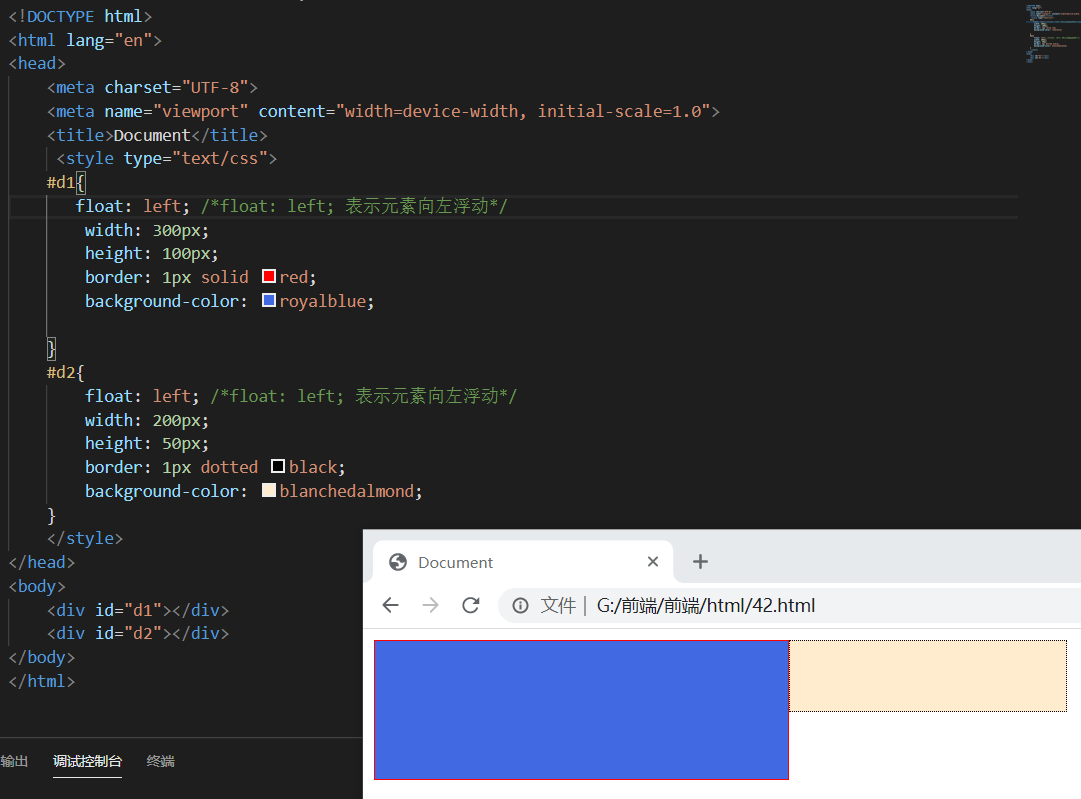 <!DOCTYPE html>
<html lang="en">
<head>
<meta charset="UTF-8">
<meta name="viewport" content="width=device-width, initial-scale=1.0">
<title>Document</title>
<style type="text/css">
#d1{
float: left; /*float: left; 表示元素向左浮动*/
width: 300px;
height: 100px;
border: 1px solid red;
background-color: royalblue;
}
#d2{
float: left; /*float: left; 表示元素向左浮动*/
width: 200px;
height: 50px;
border: 1px dotted black;
background-color: blanchedalmond;
}
</style>
</head>
<body>
<div id="d1"></div>
<div id="d2"></div>
</body>
</html>
输出 调试控制台 终端
Document
文件 | G:/前端/前端/html/42.html